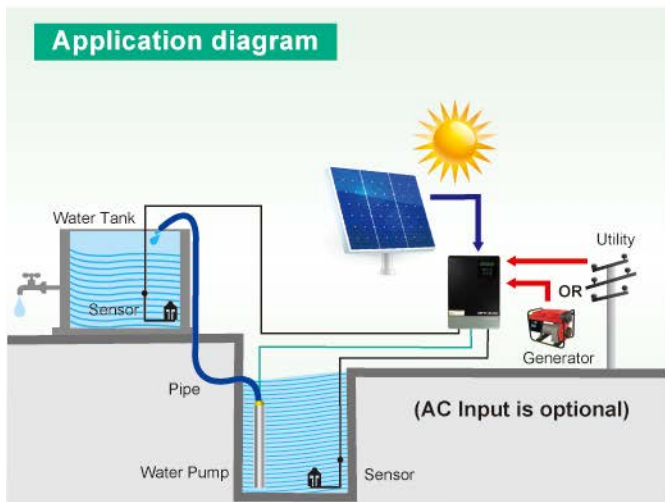 Application diagram
Water Tank
Sensor
Utility
OR
Generator
Pipe
(AC Input is optional)
Water Pump
Sensor